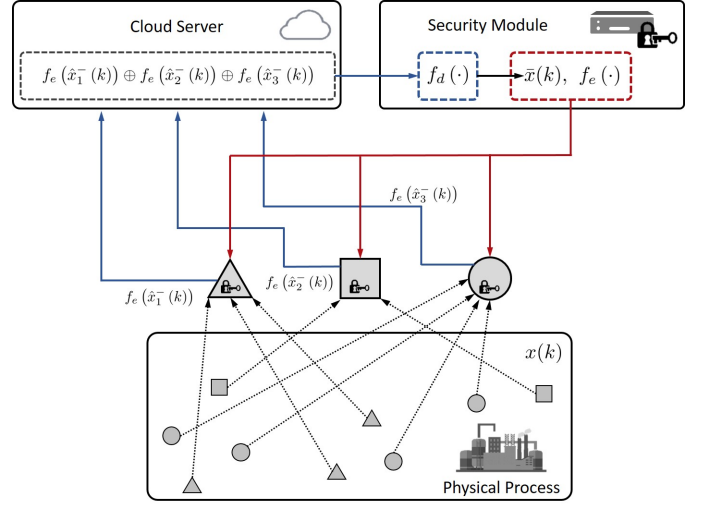 Cloud Server
Security Module
f_e (x̂_1^- (k)) ⊕ f_e (x̂_2^- (k)) ⊕ f_e (x̂_3^- (k))
f_d (·)
x̄(k), f_e (·)
f_e (x̂_3^- (k))
f_e (x̂_2^- (k))
f_e (x̂_1^- (k))
x(k)
Physical Process